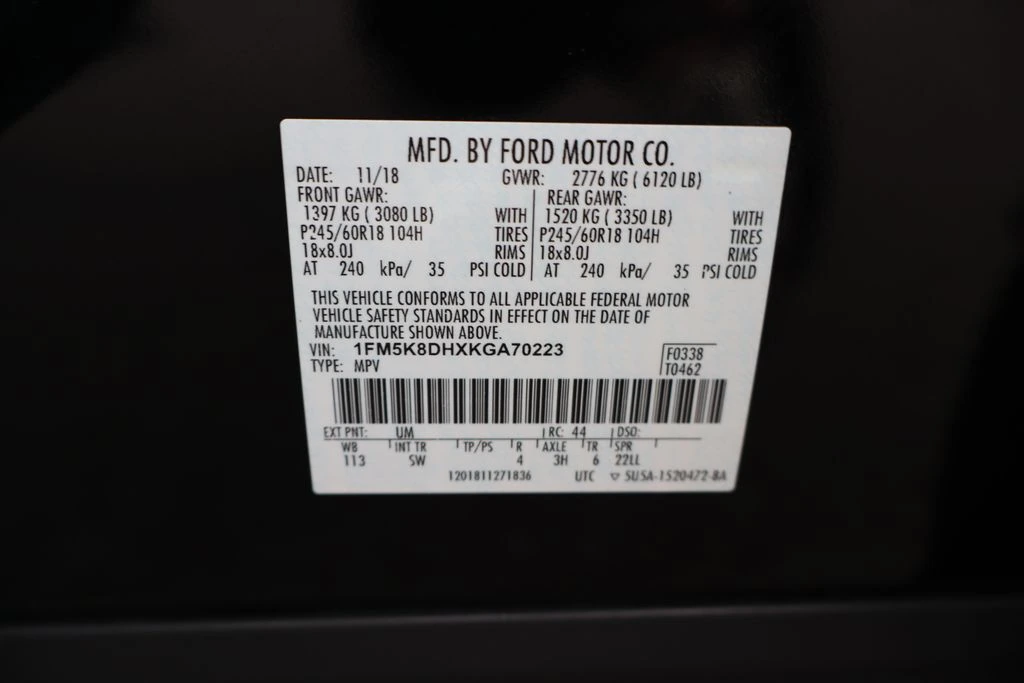 MFD. BY FORD MOTOR CO.
DATE: 11/18 GVWR: 2776 KG ( 6120 LB)
FRONT GAWR: REAR GAWR:
1397 KG ( 3080 LB) WITH 1520 KG ( 3350 LB) WITH
P245/60R18 104H TIRES P245/60R18 104H TIRES
18x8.0J RIMS 18x8.0J RIMS
AT 240 kPa/ 35 PSI COLD AT 240 kPa/ 35 PSI COLD
THIS VEHICLE CONFORMS TO ALL APPLICABLE FEDERAL MOTOR
VEHICLE SAFETY STANDARDS IN EFFECT ON THE DATE OF
MANUFACTURE SHOWN ABOVE.
VIN: 1FM5K8DHXKGA70223 F0338
TYPE: MPV T0462
EXT PNT: UM RC: 44 DSO:
WB INT TR TP/PS R AXLE TR SPR
113 SW 4 3H 6 22LL
1201811271836 UTC ▽ 5USA-1520472-BA